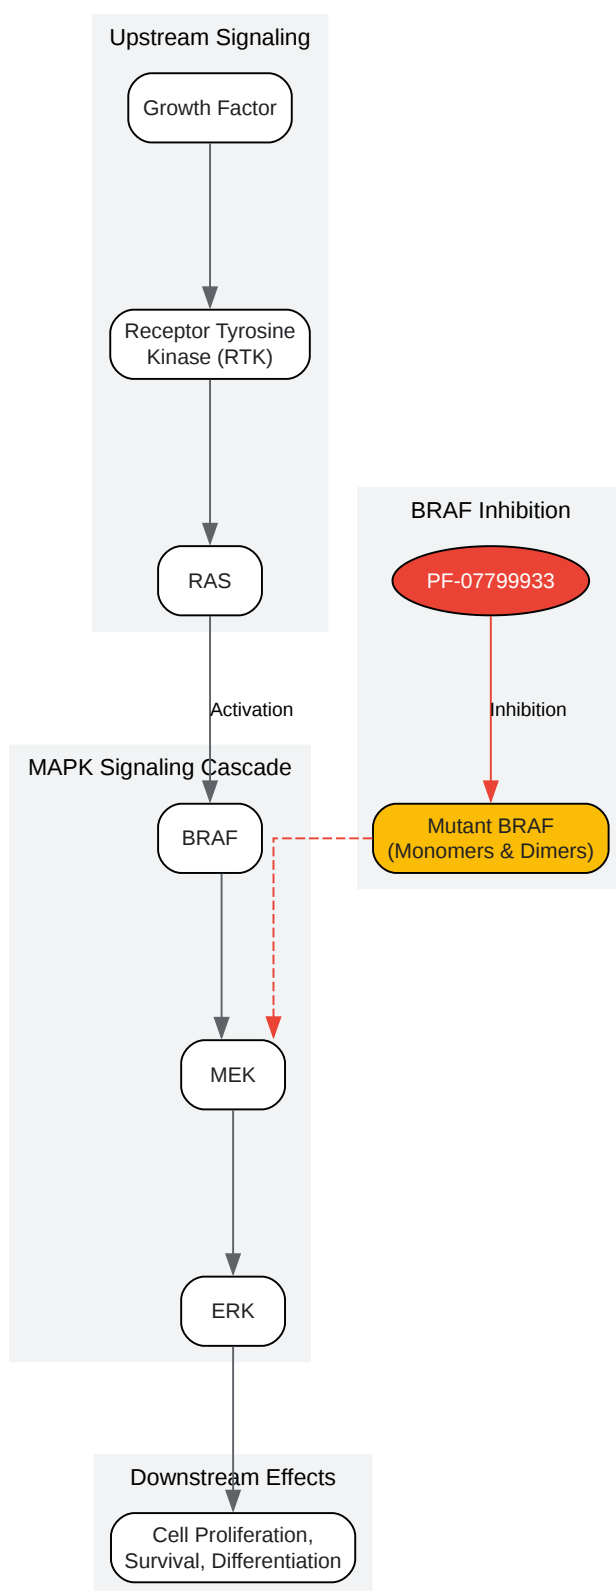 Upstream Signaling
Growth Factor
Receptor Tyrosine
Kinase (RTK)
RAS
BRAF Inhibition
PF-07799933
Activation
Inhibition
MAPK Signaling Cascade
BRAF
Mutant BRAF
(Monomers & Dimers)
MEK
ERK
Downstream Effects
Cell Proliferation,
Survival, Differentiation